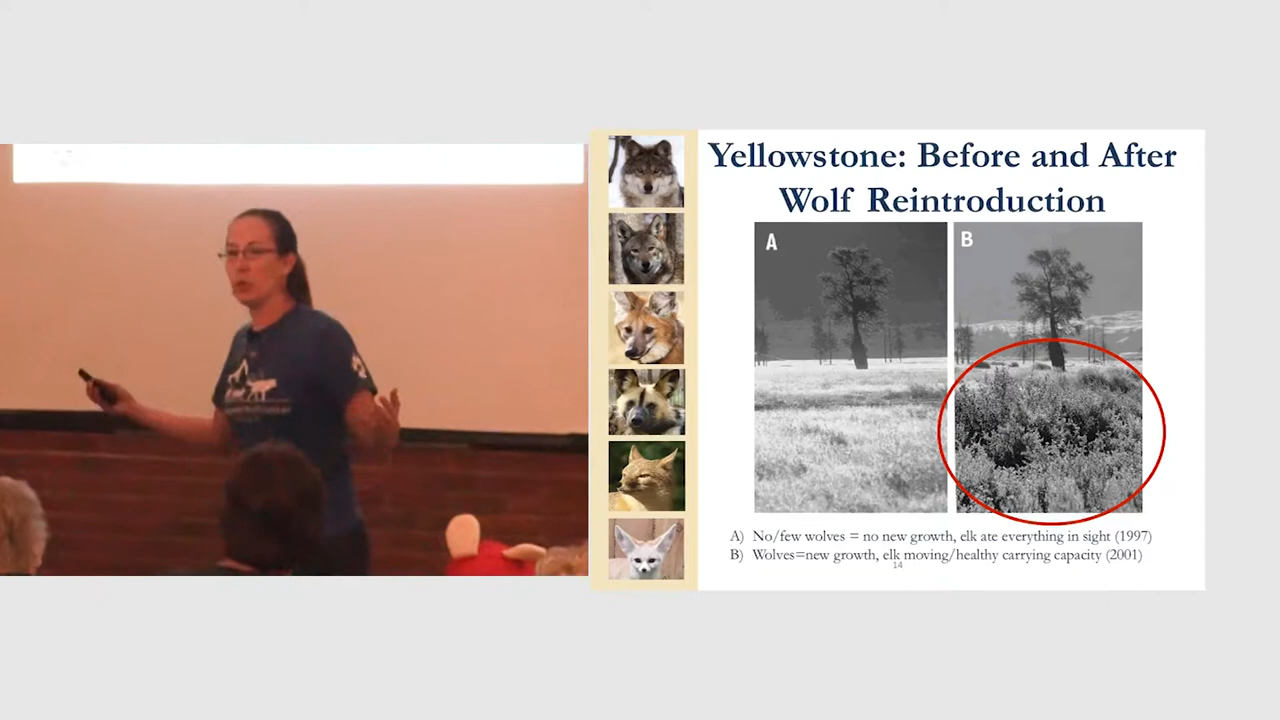 Yellowstone: Before and After
Wolf Reintroduction
A
B
A) No/few wolves = no new growth, elk ate everything in sight (1997)
B) Wolves=new growth, elk moving/healthy carrying capacity (2001)
14